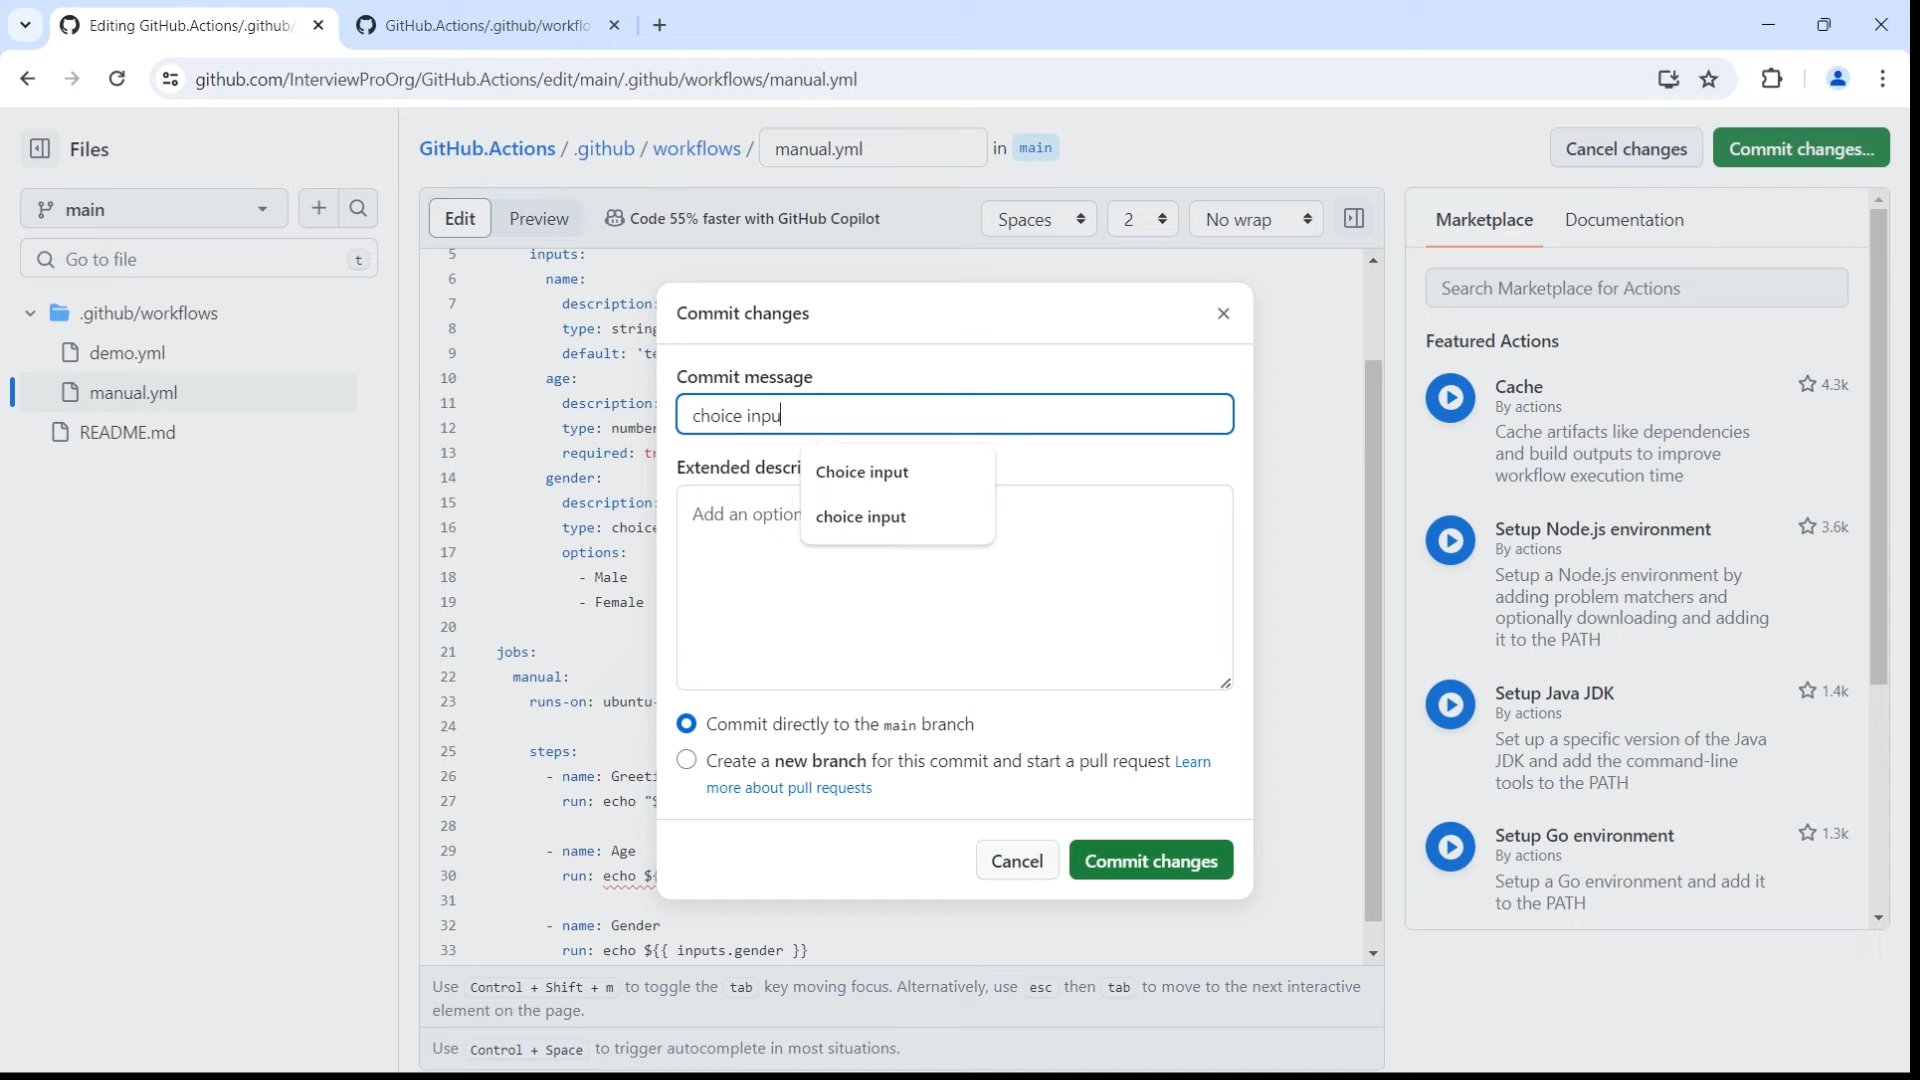 Editing GitHub.Actions/.github/
GitHub.Actions/.github/workflo
github.com/InterviewProOrg/GitHub.Actions/edit/main/.github/workflows/manual.yml
Files
main
Go to file
t
.github/workflows
demo.yml
manual.yml
README.md
GitHub.Actions / .github / workflows / manual.yml in main
Cancel changes
Commit changes...
Edit
Preview
Code 55% faster with GitHub Copilot
Spaces
2
No wrap
5 inputs:
6 name:
7 description:
8 type: string
9 default: 'te
10 age:
11 description:
12 type: number
13 required: tr
14 gender:
15 description:
16 type: choice
17 options:
18 - Male
19 - Female
20
21 jobs:
22 manual:
23 runs-on: ubuntu-
24
25 steps:
26 - name: Greeti
27 run: echo "$
28
29 - name: Age
30 run: echo ${
31
32 - name: Gender
33 run: echo ${{ inputs.gender }}
Use Control + Shift + m to toggle the tab key moving focus. Alternatively, use esc then tab to move to the next interactive
element on the page.
Use Control + Space to trigger autocomplete in most situations.
Commit changes
Commit message
choice inpu
Extended descri
Choice input
choice input
Add an option
Commit directly to the main branch
Create a new branch for this commit and start a pull request Learn
more about pull requests
Cancel
Commit changes
Marketplace
Documentation
Search Marketplace for Actions
Featured Actions
Cache
4.3k
By actions
Cache artifacts like dependencies
and build outputs to improve
workflow execution time
Setup Node.js environment
3.6k
By actions
Setup a Node.js environment by
adding problem matchers and
optionally downloading and adding
it to the PATH
Setup Java JDK
1.4k
By actions
Set up a specific version of the Java
JDK and add the command-line
tools to the PATH
Setup Go environment
1.3k
By actions
Setup a Go environment and add it
to the PATH